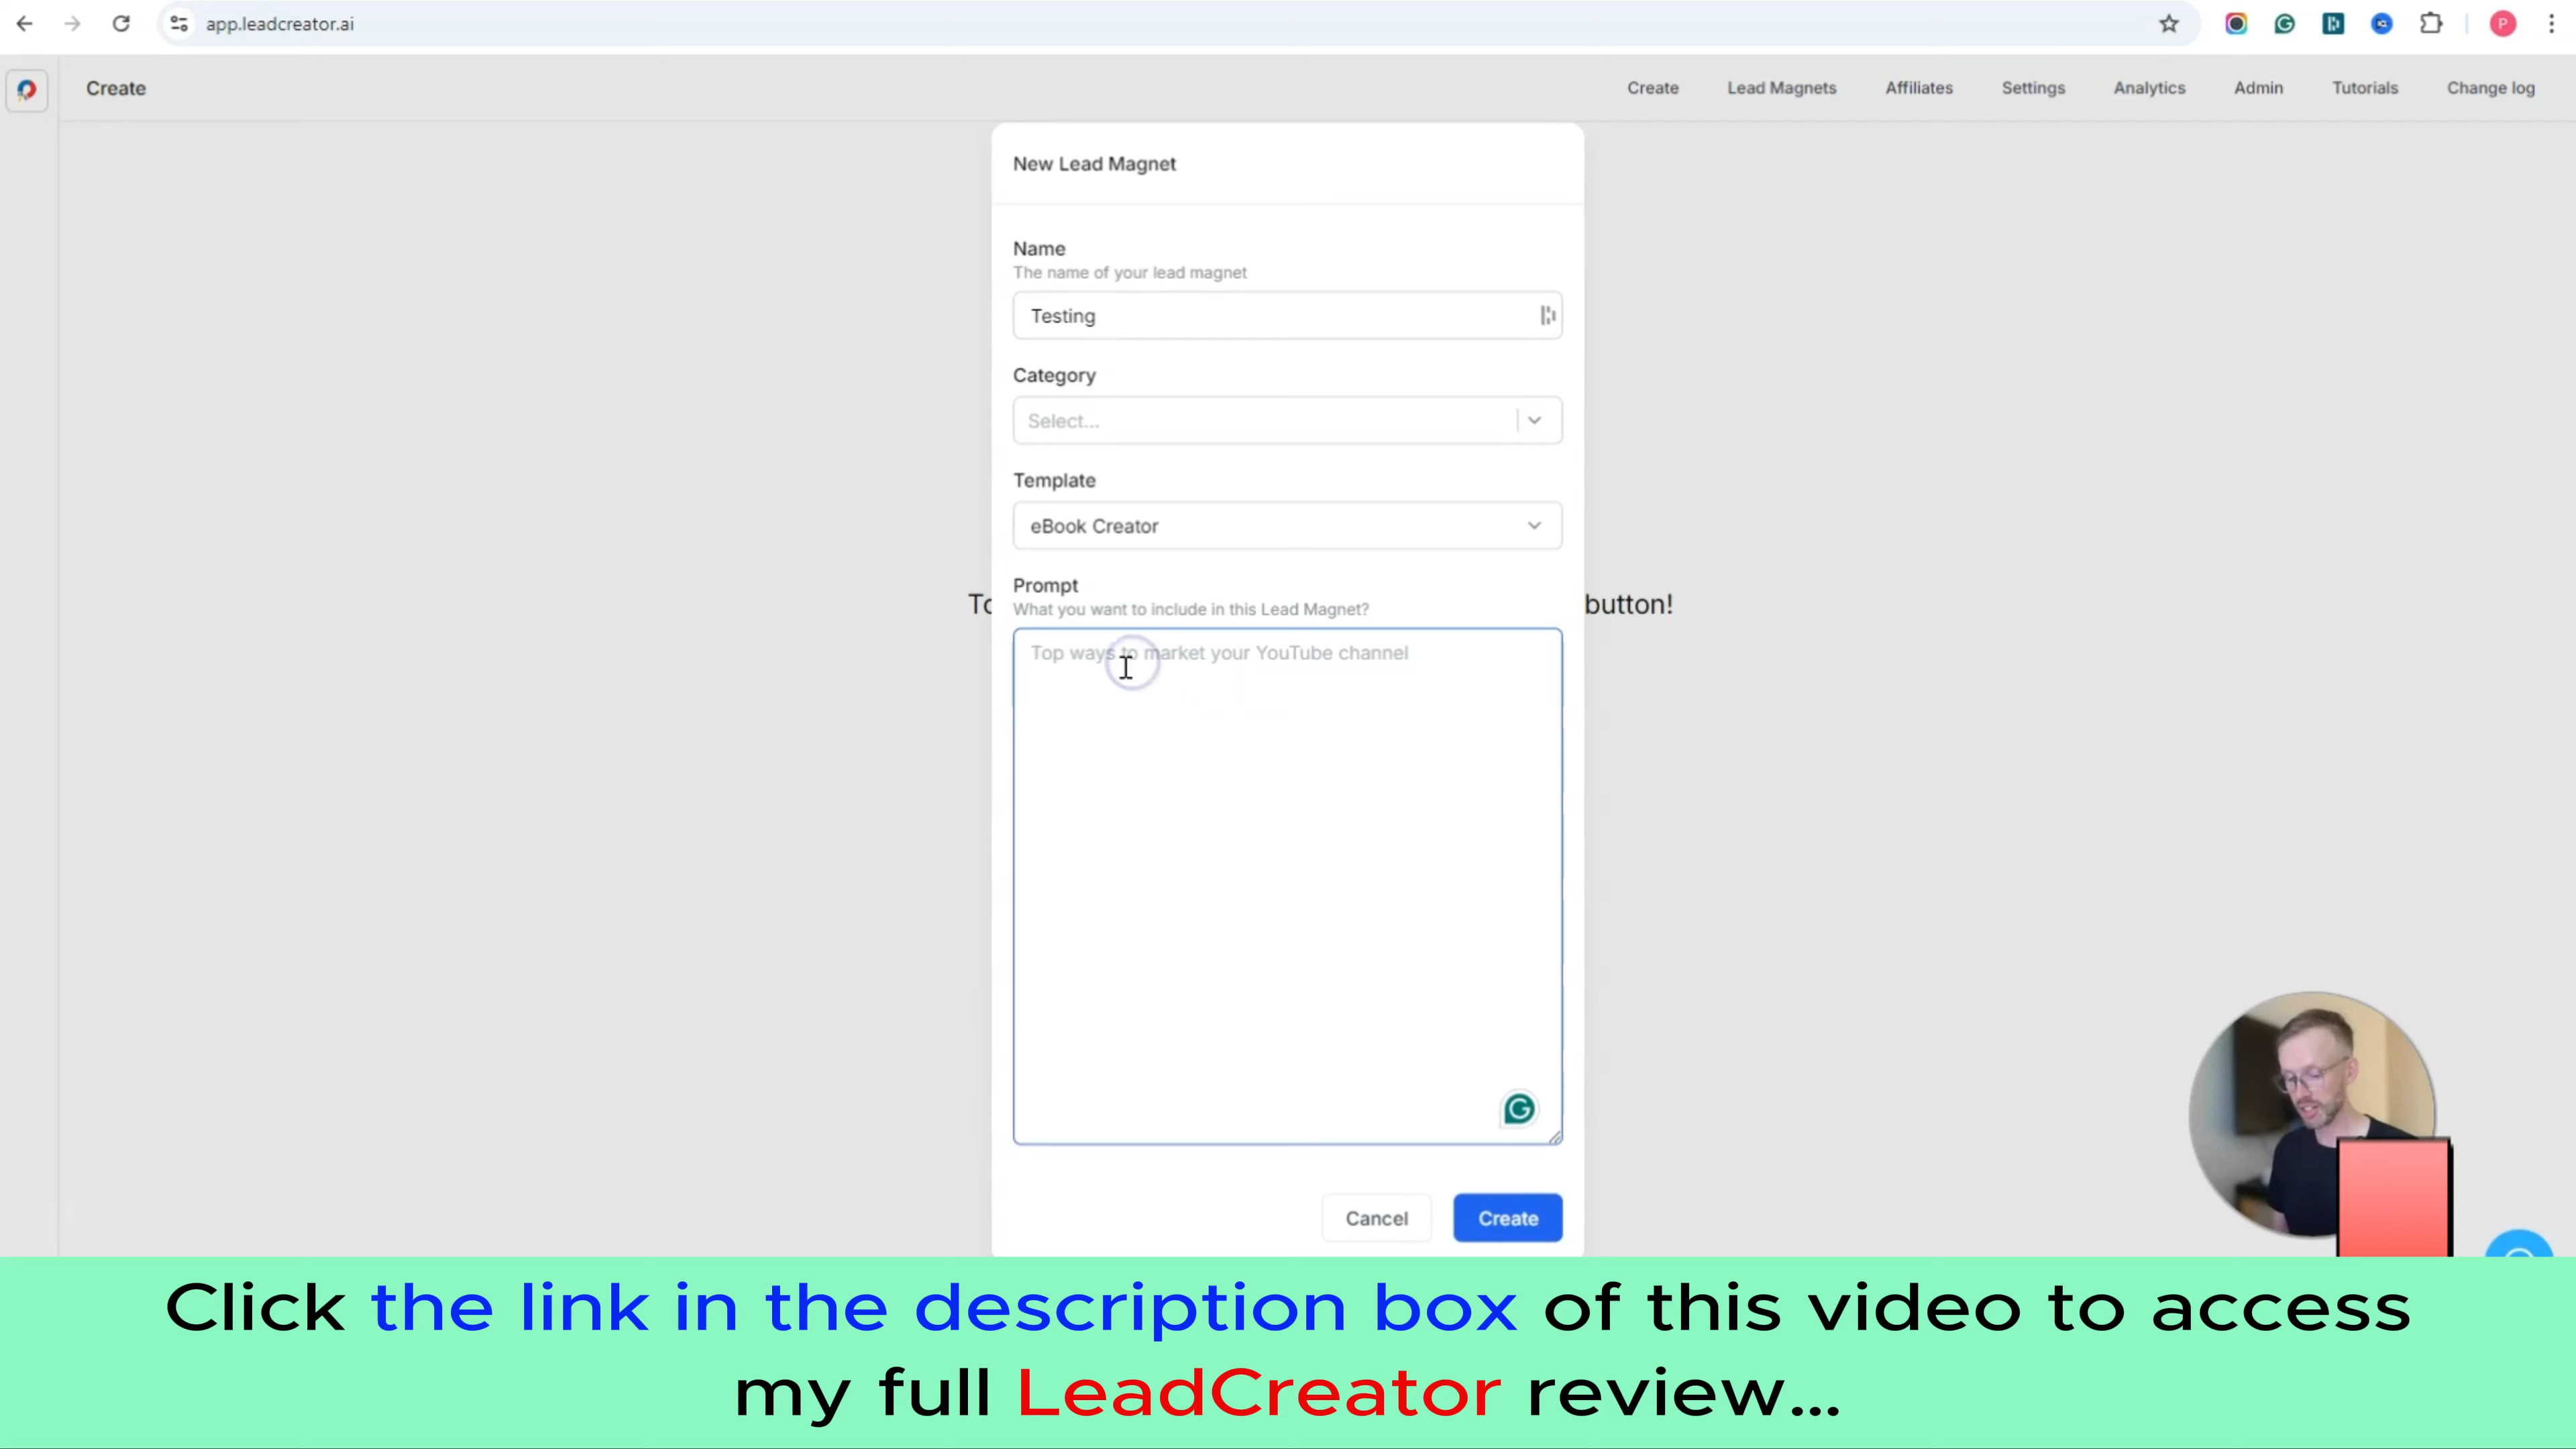 app.leadcreator.ai
P
Create
Create Lead Magnets Affiliates Settings Analytics Admin Tutorials Change log
New Lead Magnet
Name
The name of your lead magnet
Testing
Category
Select...
Template
eBook Creator
Prompt
What you want to include in this Lead Magnet?
To button!
Top ways to market your YouTube channel
Cancel Create
Click the link in the description box of this video to access
my full LeadCreator review...